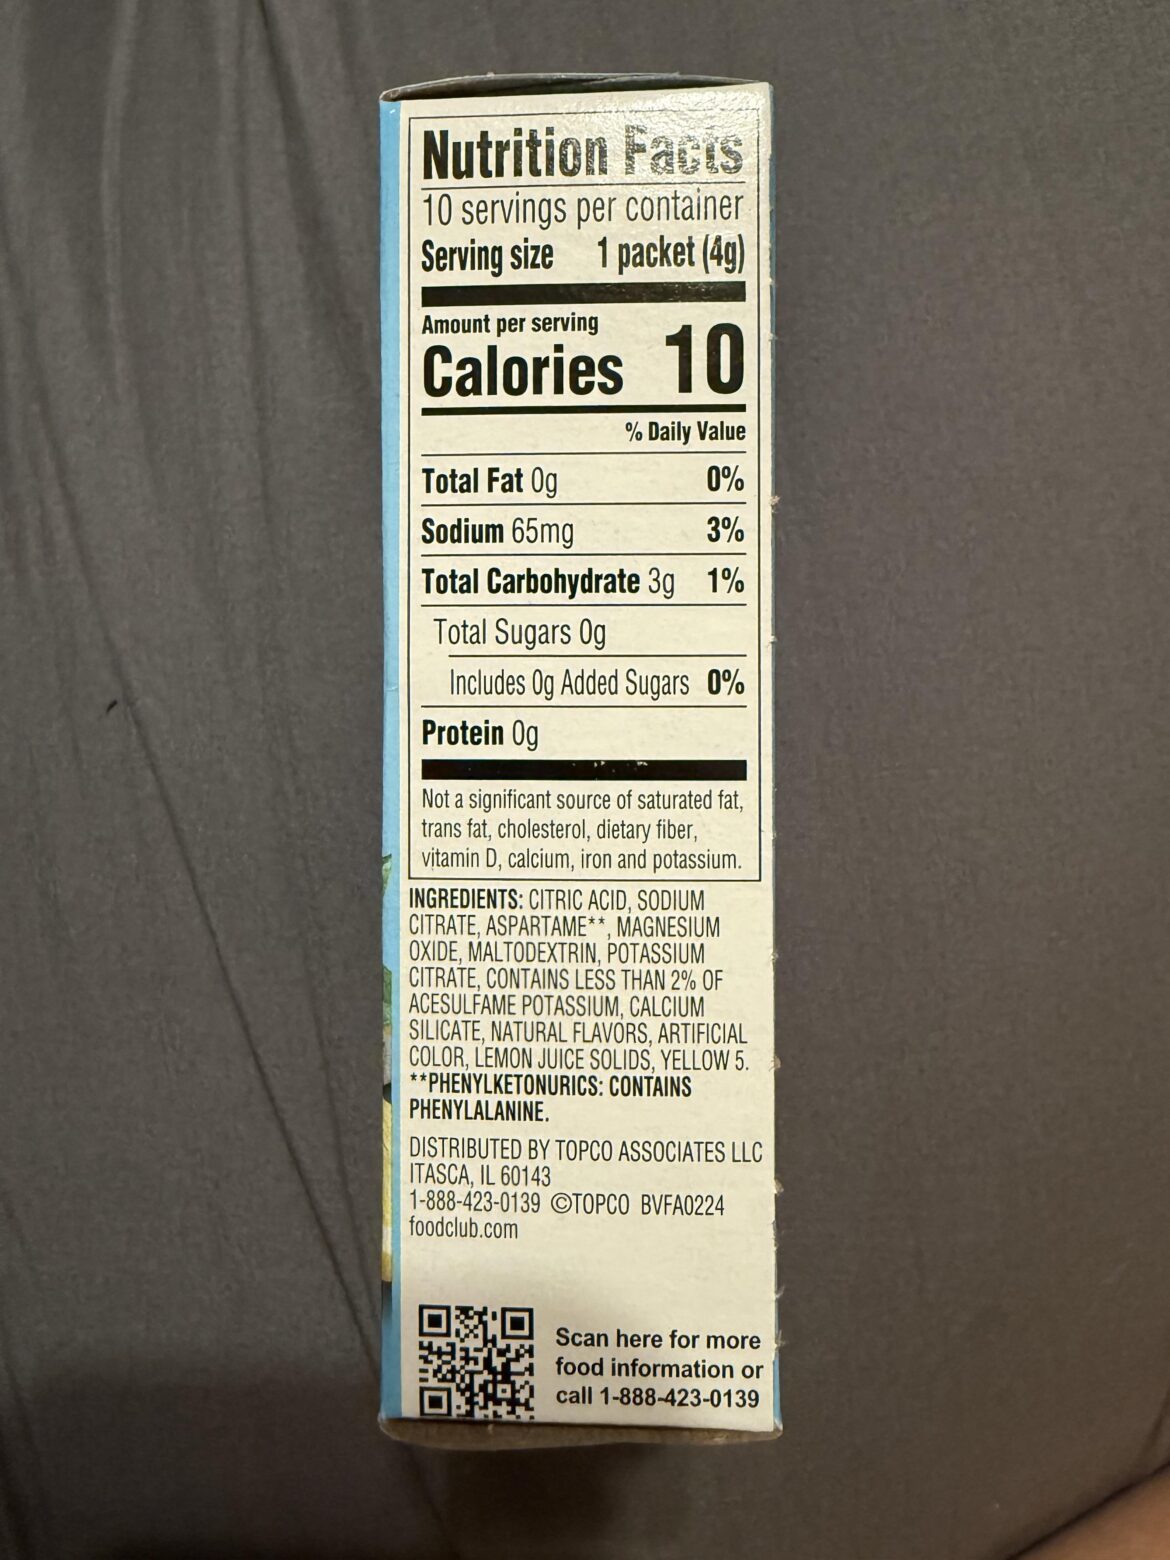 Nutrition Facts
10 servings per container
Serving size 1 packet (4g)
Amount per serving
Calories 10
% Daily Value
Total Fat 0g 0%
Sodium 65mg 3%
Total Carbohydrate 3g 1%
Total Sugars 0g
Includes 0g Added Sugars 0%
Protein 0g
Not a significant source of saturated fat,
trans fat, cholesterol, dietary fiber,
vitamin D, calcium, iron and potassium.
INGREDIENTS: CITRIC ACID, SODIUM
CITRATE, ASPARTAME**, MAGNESIUM
OXIDE, MALTODEXTRIN, POTASSIUM
CITRATE, CONTAINS LESS THAN 2% OF
ACESULFAME POTASSIUM, CALCIUM
SILICATE, NATURAL FLAVORS, ARTIFICIAL
COLOR, LEMON JUICE SOLIDS, YELLOW 5.
**PHENYLKETONURICS: CONTAINS
PHENYLALANINE.
DISTRIBUTED BY TOPCO ASSOCIATES LLC
ITASCA, IL 60143
1-888-423-0139 ©TOPCO BVFA0224
foodclub.com
Scan here for more
food information or
call 1-888-423-0139